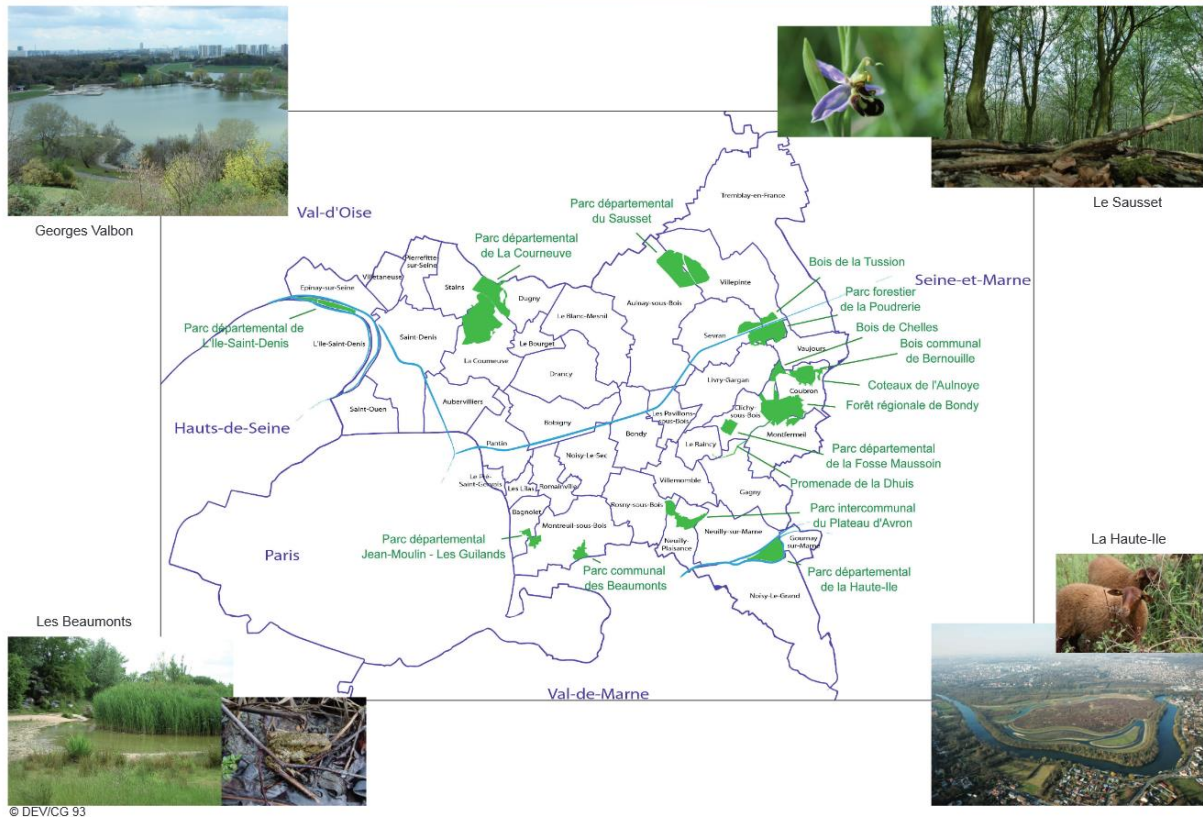 Georges Valbon
Le Sausset
Val-d'Oise
Tremblay-en-France
Parc départemental
du Sausset
Parc départemental
de La Courneuve
Pierrefitte
sur-Seine
Villetaneuse
Epinay-sur-Seine
Stains
Dugny
Aulnay-sous-Bois
Villepinte
Bois de la Tussion
Seine-et-Marne
Parc forestier
de la Poudrerie
Le Blanc-Mesnil
Parc départemental de
L'Ile-Saint-Denis
L'Ile-Saint-Denis
Saint-Denis
Le Bourget
Sevran
Vaujours
Bois de Chelles
Bois communal
de Bernouille
La Courneuve
Drancy
Livry-Gargan
Coubron
Coteaux de l'Aulnoye
Saint-Ouen
Aubervilliers
Bobigny
Les Pavillons-
sous-Bois
Clichy-
sous-Bois
Forêt régionale de Bondy
Hauts-de-Seine
Pantin
Bondy
Le Raincy
Montfermeil
Noisy-Le-Sec
Parc départemental
de la Fosse Maussoin
Le Pré-
Saint-Gervais
Les Lilas
Romainville
Villemomble
Gagny
Promenade de la Dhuis
Bagnolet
Rosny-sous-Bois
Parc intercommunal
du Plateau d'Avron
Montreuil-sous-Bois
Neuilly-sur-Marne
Gournay
sur-Marne
Parc départemental
Jean-Moulin - Les Guilands
Neuilly-
Plaisance
La Haute-Ile
Paris
Parc communal
des Beaumonts
Parc départemental
de la Haute-Ile
Noisy-Le-Grand
Les Beaumonts
Val-de-Marne
© DEV/CG 93